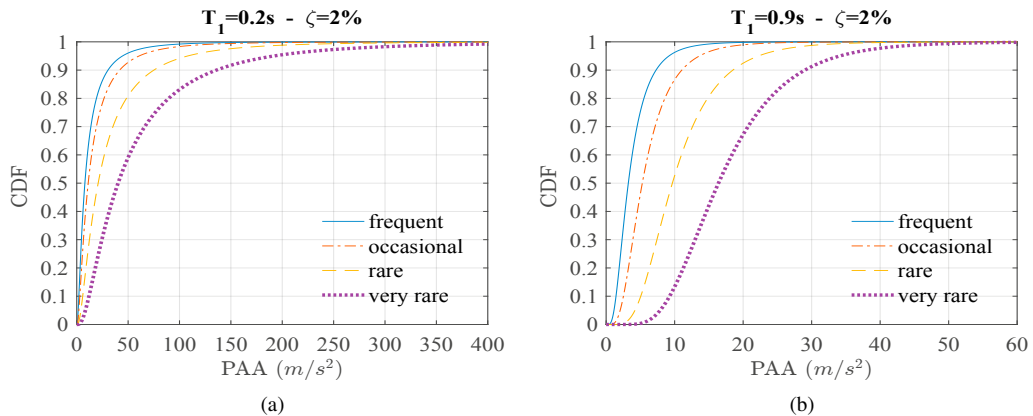 T_1=0.2s - ζ=2%
1
0.9
0.8
0.7
0.6
0.5
0.4
0.3
0.2
0.1
0
CDF
frequent
occasional
rare
very rare
0 50 100 150 200 250 300 350 400
PAA (m/s²)
(a)
T_1=0.9s - ζ=2%
1
0.9
0.8
0.7
0.6
0.5
0.4
0.3
0.2
0.1
0
CDF
frequent
occasional
rare
very rare
0 10 20 30 40 50 60
PAA (m/s²)
(b)